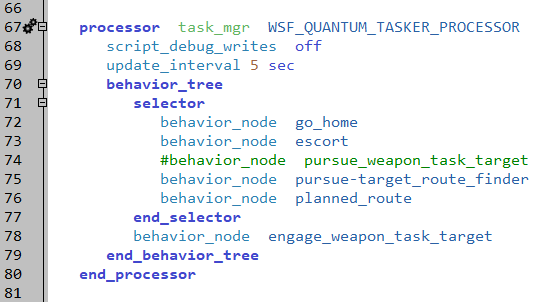 66
67 processor task_mgr WSF_QUANTUM_TASKER_PROCESSOR
68 script_debug_writes off
69 update_interval 5 sec
70 behavior_tree
71 selector
72 behavior_node go_home
73 behavior_node escort
74 #behavior_node pursue_weapon_task_target
75 behavior_node pursue-target_route_finder
76 behavior_node planned_route
77 end_selector
78 behavior_node engage_weapon_task_target
79 end_behavior_tree
80 end_processor
81